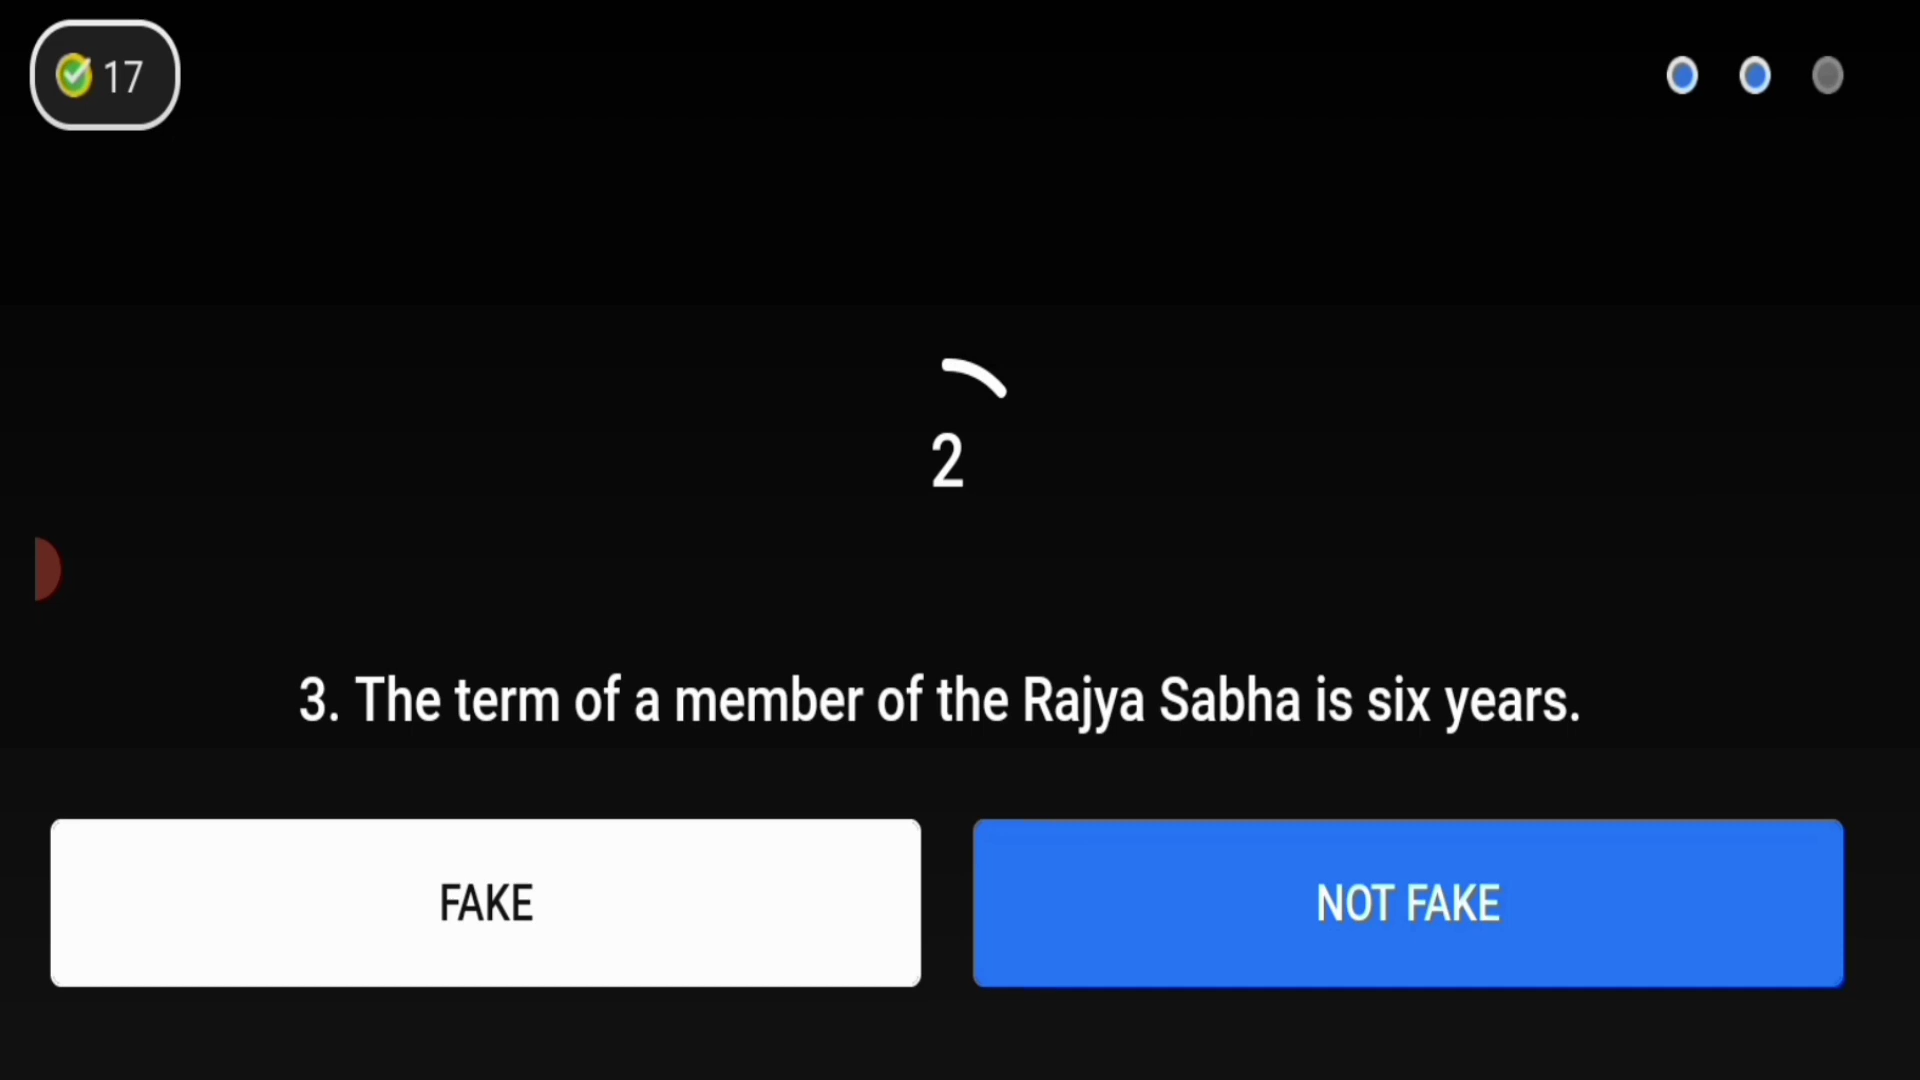 17
2
3. The term of a member of the Rajya Sabha is six years.
FAKE
NOT FAKE